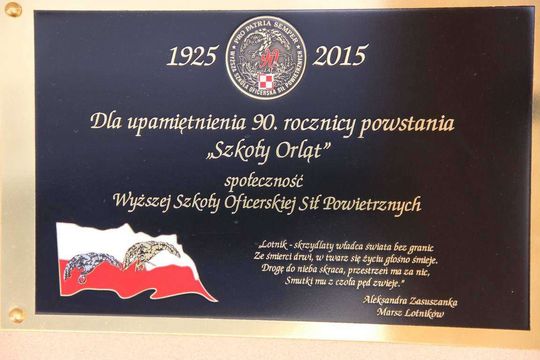 PRO PATRIA SEMPER
WYŻSZA SZKOŁA OFICERSKA SIŁ POWIETRZNYCH
1925 2015
Dla upamiętnienia 90. rocznicy powstania
„Szkoły Orląt”
społeczność
Wyższej Szkoły Oficerskiej Sił Powietrznych
„Lotnik - skrzydlaty władca świata bez granic
Ze śmierci drwi, w twarz się życiu głośno śmieje.
Drogę do nieba skraca, przestrzeń ma za nic,
Smutki mu z czoła pęd zwieje.”
Aleksandra Zasuszanka
Marsz Lotników